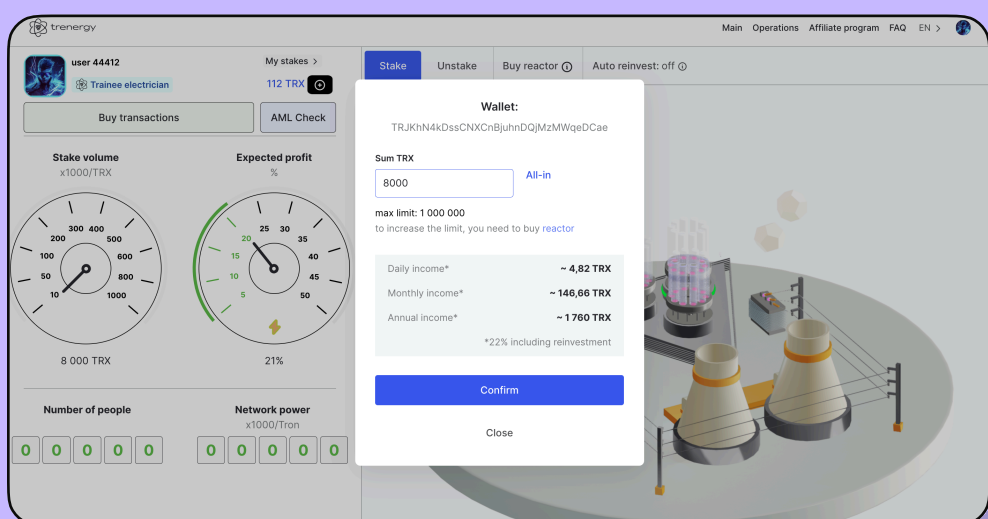 trenergy
Main Operations Affiliate program FAQ EN >
user 44412
My stakes >
Trainee electrician
112 TRX
Buy transactions
AML Check
Stake volume
x1000/TRX
Expected profit
%
300 400
200 500
100 600
50 800
10 1000
8 000 TRX
25 30
20 35
15 40
10 45
5 50
21%
Number of people
0 0 0 0 0
Network power
x1000/Tron
0 0 0 0 0
Stake Unstake Buy reactor Auto reinvest: off
Wallet:
TRJKhN4kDssCNXCnBjuhnDQjMzMWqeDCae
Sum TRX
8000
All-in
max limit: 1 000 000
to increase the limit, you need to buy reactor
Daily income* ~ 4,82 TRX
Monthly income* ~ 146,66 TRX
Annual income* ~ 1 760 TRX
*22% including reinvestment
Confirm
Close